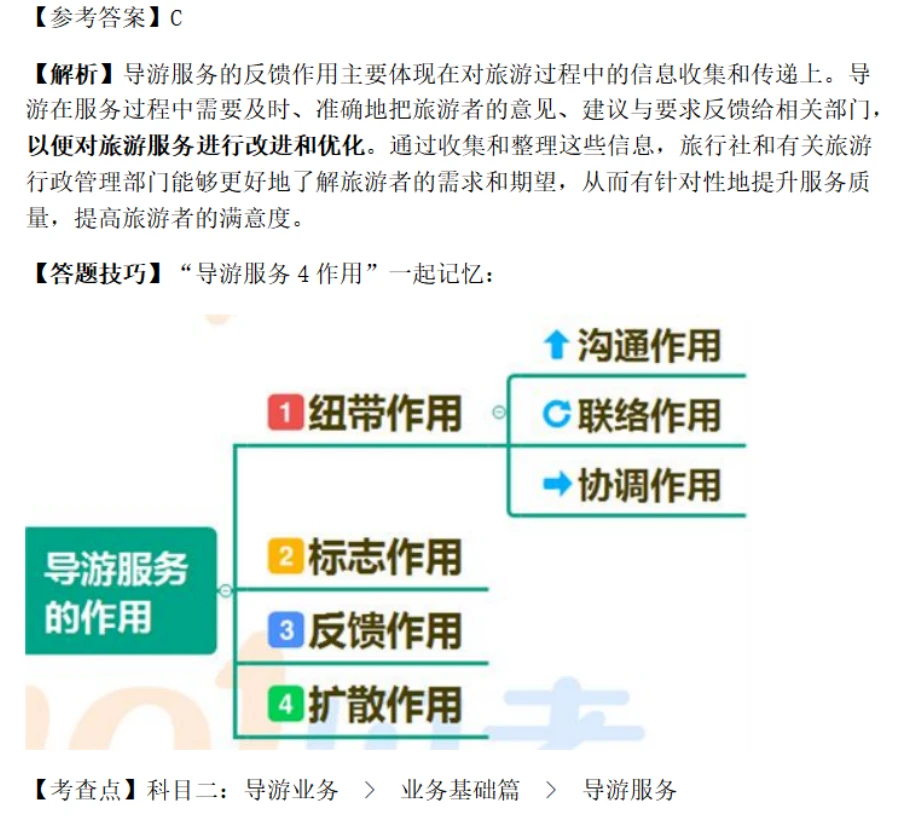 【参考答案】C
【解析】导游服务的反馈作用主要体现在对旅游过程中的信息收集和传递上。导
游在服务过程中需要及时、准确地把旅游者的意见、建议与要求反馈给相关部门，
以便对旅游服务进行改进和优化。通过收集和整理这些信息，旅行社和有关旅游
行政管理部门能够更好地了解旅游者的需求和期望，从而有针对性地提升服务质
量，提高旅游者的满意度。
【答题技巧】“导游服务 4 作用”一起记忆：
导游服务
的作用
1 纽带作用
沟通作用
联络作用
协调作用
2 标志作用
3 反馈作用
4 扩散作用
【考查点】科目二：导游业务 > 业务基础篇 > 导游服务